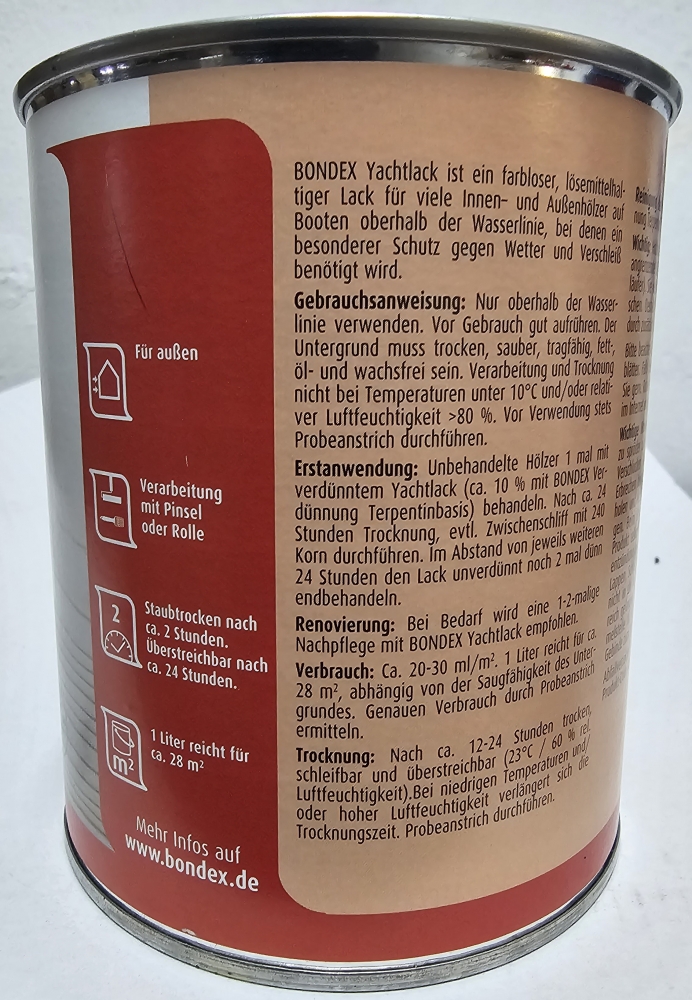 Für außen
Verarbeitung
mit Pinsel
oder Rolle
2
Staubtrocken nach
ca. 2 Stunden.
Überstreichbar nach
ca. 24 Stunden.
m²
1 Liter reicht für
ca. 28 m²
Mehr Infos auf
www.bondex.de
BONDEX Yachtlack ist ein farbloser, lösemittelhal-
tiger Lack für viele Innen- und Außenhölzer auf
Booten oberhalb der Wasserlinie, bei denen ein
besonderer Schutz gegen Wetter und Verschleiß
benötigt wird.
Gebrauchsanweisung: Nur oberhalb der Wasser-
linie verwenden. Vor Gebrauch gut aufrühren. Der
Untergrund muss trocken, sauber, tragfähig, fett-,
öl- und wachsfrei sein. Verarbeitung und Trocknung
nicht bei Temperaturen unter 10°C und/oder relati-
ver Luftfeuchtigkeit >80 %. Vor Verwendung stets
Probeanstrich durchführen.
Erstanwendung: Unbehandelte Hölzer 1 mal mit
verdünntem Yachtlack (ca. 10 % mit BONDEX Ver-
dünnung Terpentinbasis) behandeln. Nach ca. 24
Stunden Trocknung, evtl. Zwischenschliff mit 240
Korn durchführen. Im Abstand von jeweils weiteren
24 Stunden den Lack unverdünnt noch 2 mal dünn
endbehandeln.
Renovierung: Bei Bedarf wird eine 1-2-malige
Nachpflege mit BONDEX Yachtlack empfohlen.
Verbrauch: Ca. 20-30 ml/m². 1 Liter reicht für ca.
28 m², abhängig von der Saugfähigkeit des Unter-
grundes. Genauen Verbrauch durch Probeanstrich
ermitteln.
Trocknung: Nach ca. 12-24 Stunden trocken,
schleifbar und überstreichbar (23°C / 60 % rel.
Luftfeuchtigkeit).Bei niedrigen Temperaturen und/
oder hoher Luftfeuchtigkeit verlängert sich die
Trocknungszeit. Probeanstrich durchführen.